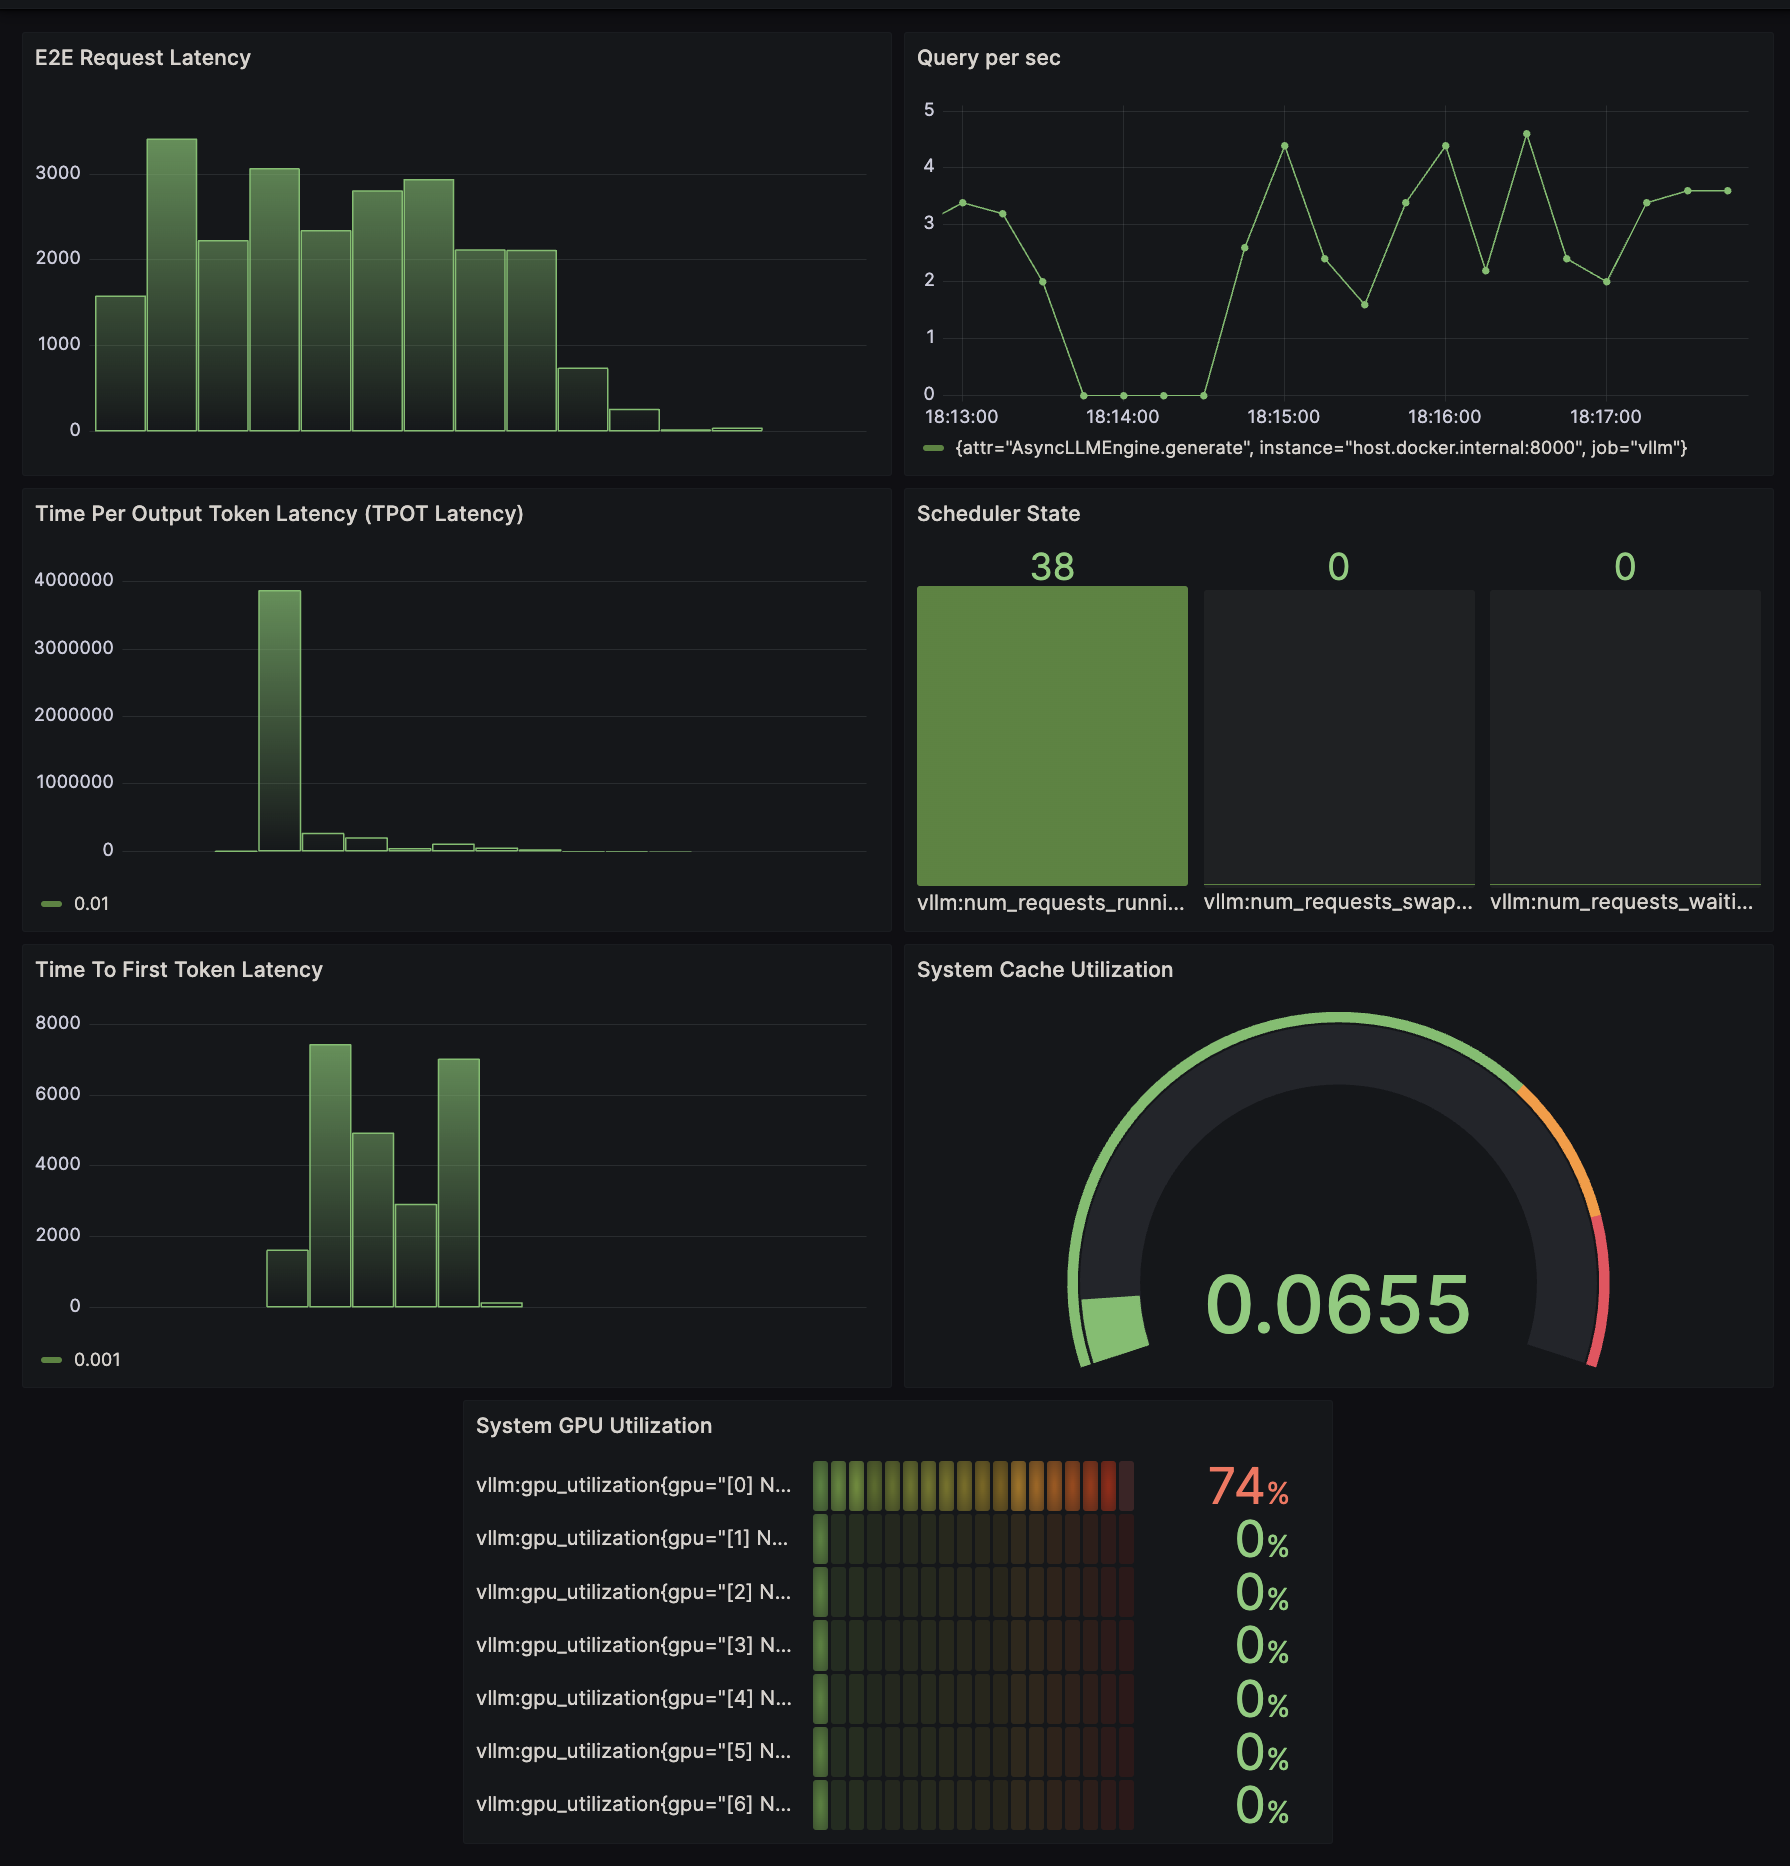 E2E Request Latency
3000
2000
1000
0
Query per sec
5
4
3
2
1
0
18:13:00 18:14:00 18:15:00 18:16:00 18:17:00
{attr="AsyncLLMEngine.generate", instance="host.docker.internal:8000", job="vllm"}
Time Per Output Token Latency (TPOT Latency)
4000000
3000000
2000000
1000000
0
0.01
Scheduler State
38 0 0
vllm:num_requests_runni... vllm:num_requests_swap... vllm:num_requests_waiti...
Time To First Token Latency
8000
6000
4000
2000
0
0.001
System Cache Utilization
0.0655
System GPU Utilization
vllm:gpu_utilization{gpu="[0] N... 74%
vllm:gpu_utilization{gpu="[1] N... 0%
vllm:gpu_utilization{gpu="[2] N... 0%
vllm:gpu_utilization{gpu="[3] N... 0%
vllm:gpu_utilization{gpu="[4] N... 0%
vllm:gpu_utilization{gpu="[5] N... 0%
vllm:gpu_utilization{gpu="[6] N... 0%